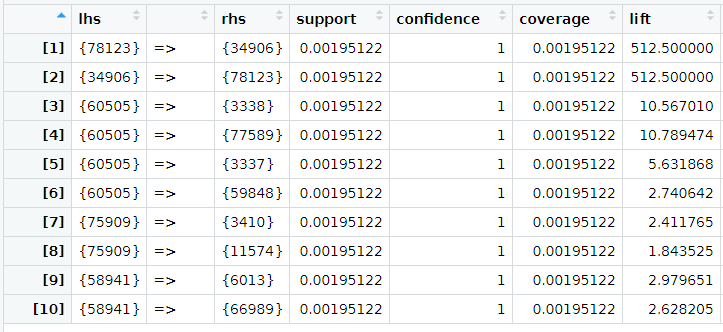 lhs rhs support confidence coverage lift
[1] {78123} => {34906} 0.00195122 1 0.00195122 512.500000
[2] {34906} => {78123} 0.00195122 1 0.00195122 512.500000
[3] {60505} => {3338} 0.00195122 1 0.00195122 10.567010
[4] {60505} => {77589} 0.00195122 1 0.00195122 10.789474
[5] {60505} => {3337} 0.00195122 1 0.00195122 5.631868
[6] {60505} => {59848} 0.00195122 1 0.00195122 2.740642
[7] {75909} => {3410} 0.00195122 1 0.00195122 2.411765
[8] {75909} => {11574} 0.00195122 1 0.00195122 1.843525
[9] {58941} => {6013} 0.00195122 1 0.00195122 2.979651
[10] {58941} => {66989} 0.00195122 1 0.00195122 2.628205